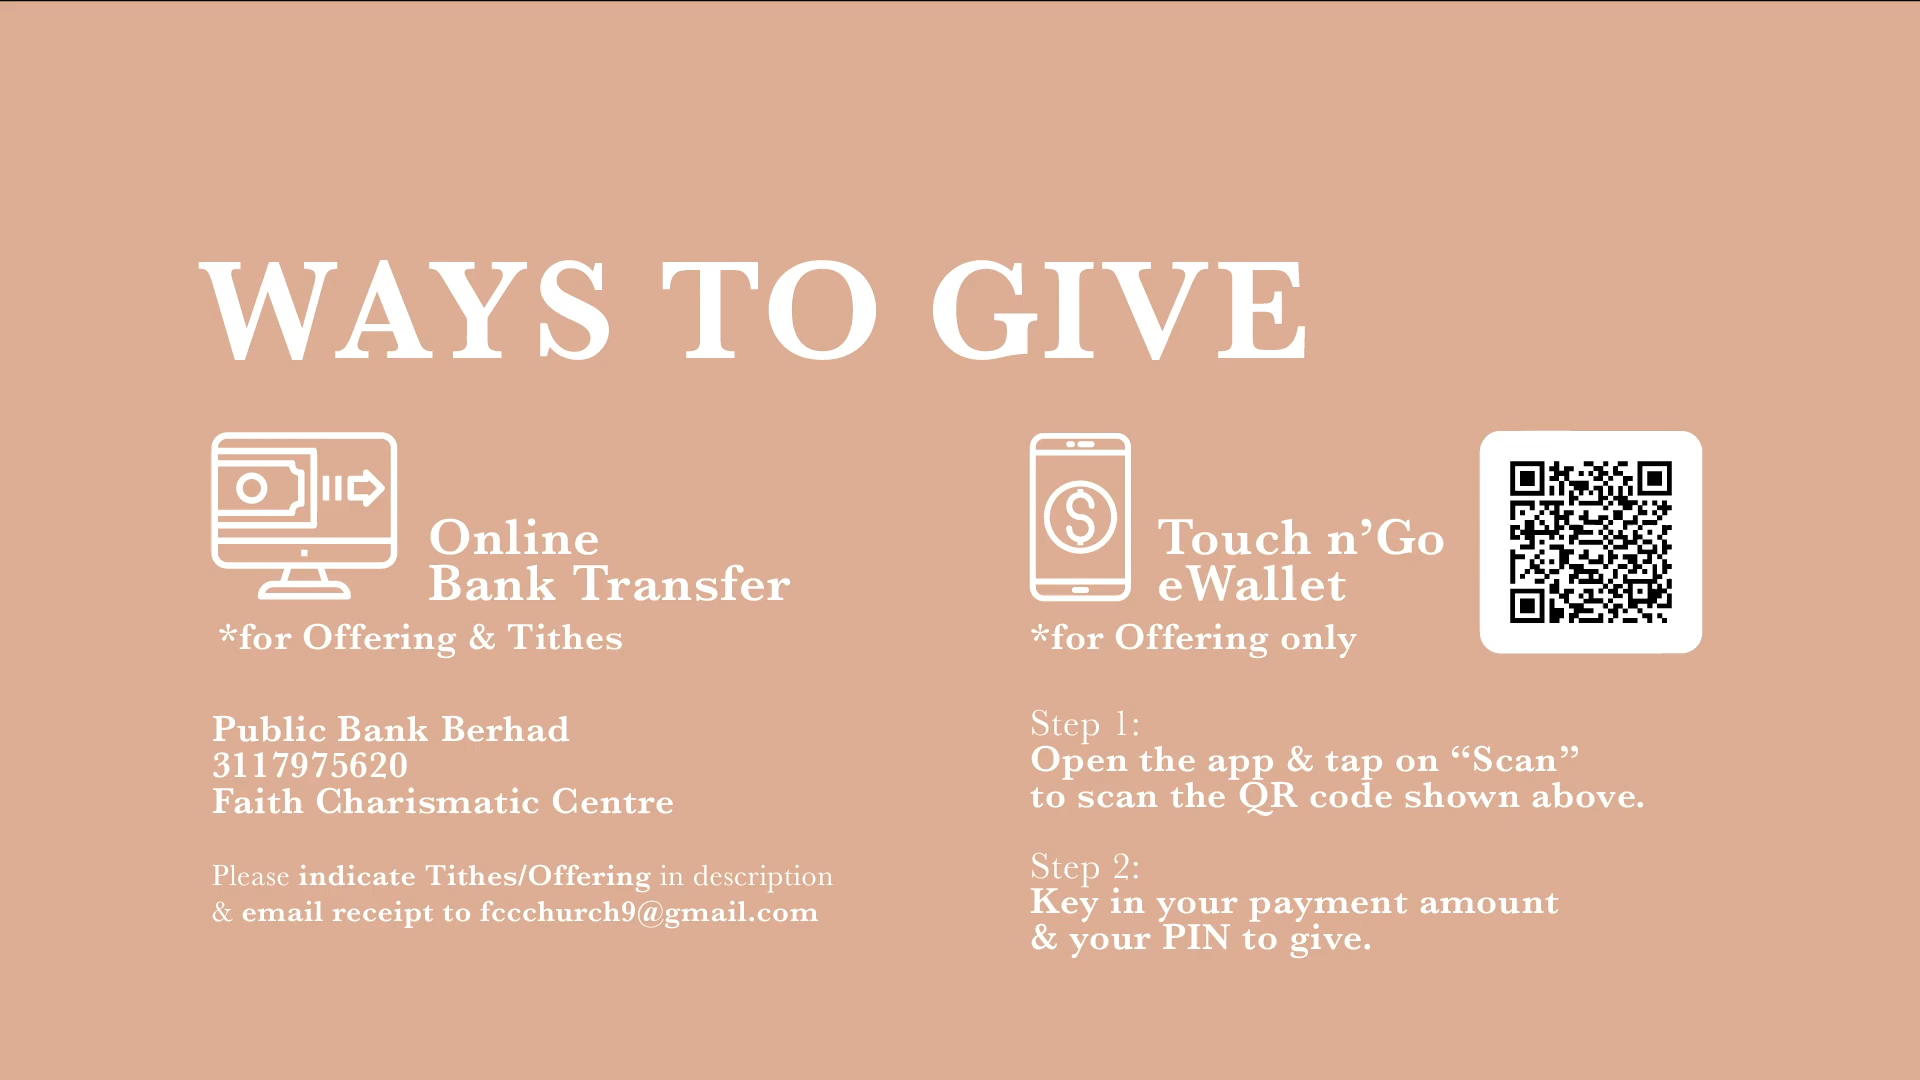 WAYS TO GIVE
Online
Bank Transfer
*for Offering & Tithes
Public Bank Berhad
3117975620
Faith Charismatic Centre
Please indicate Tithes/Offering in description
& email receipt to fccchurch9@gmail.com
Touch n’Go
eWallet
*for Offering only
Step 1:
Open the app & tap on “Scan”
to scan the QR code shown above.
Step 2:
Key in your payment amount
& your PIN to give.